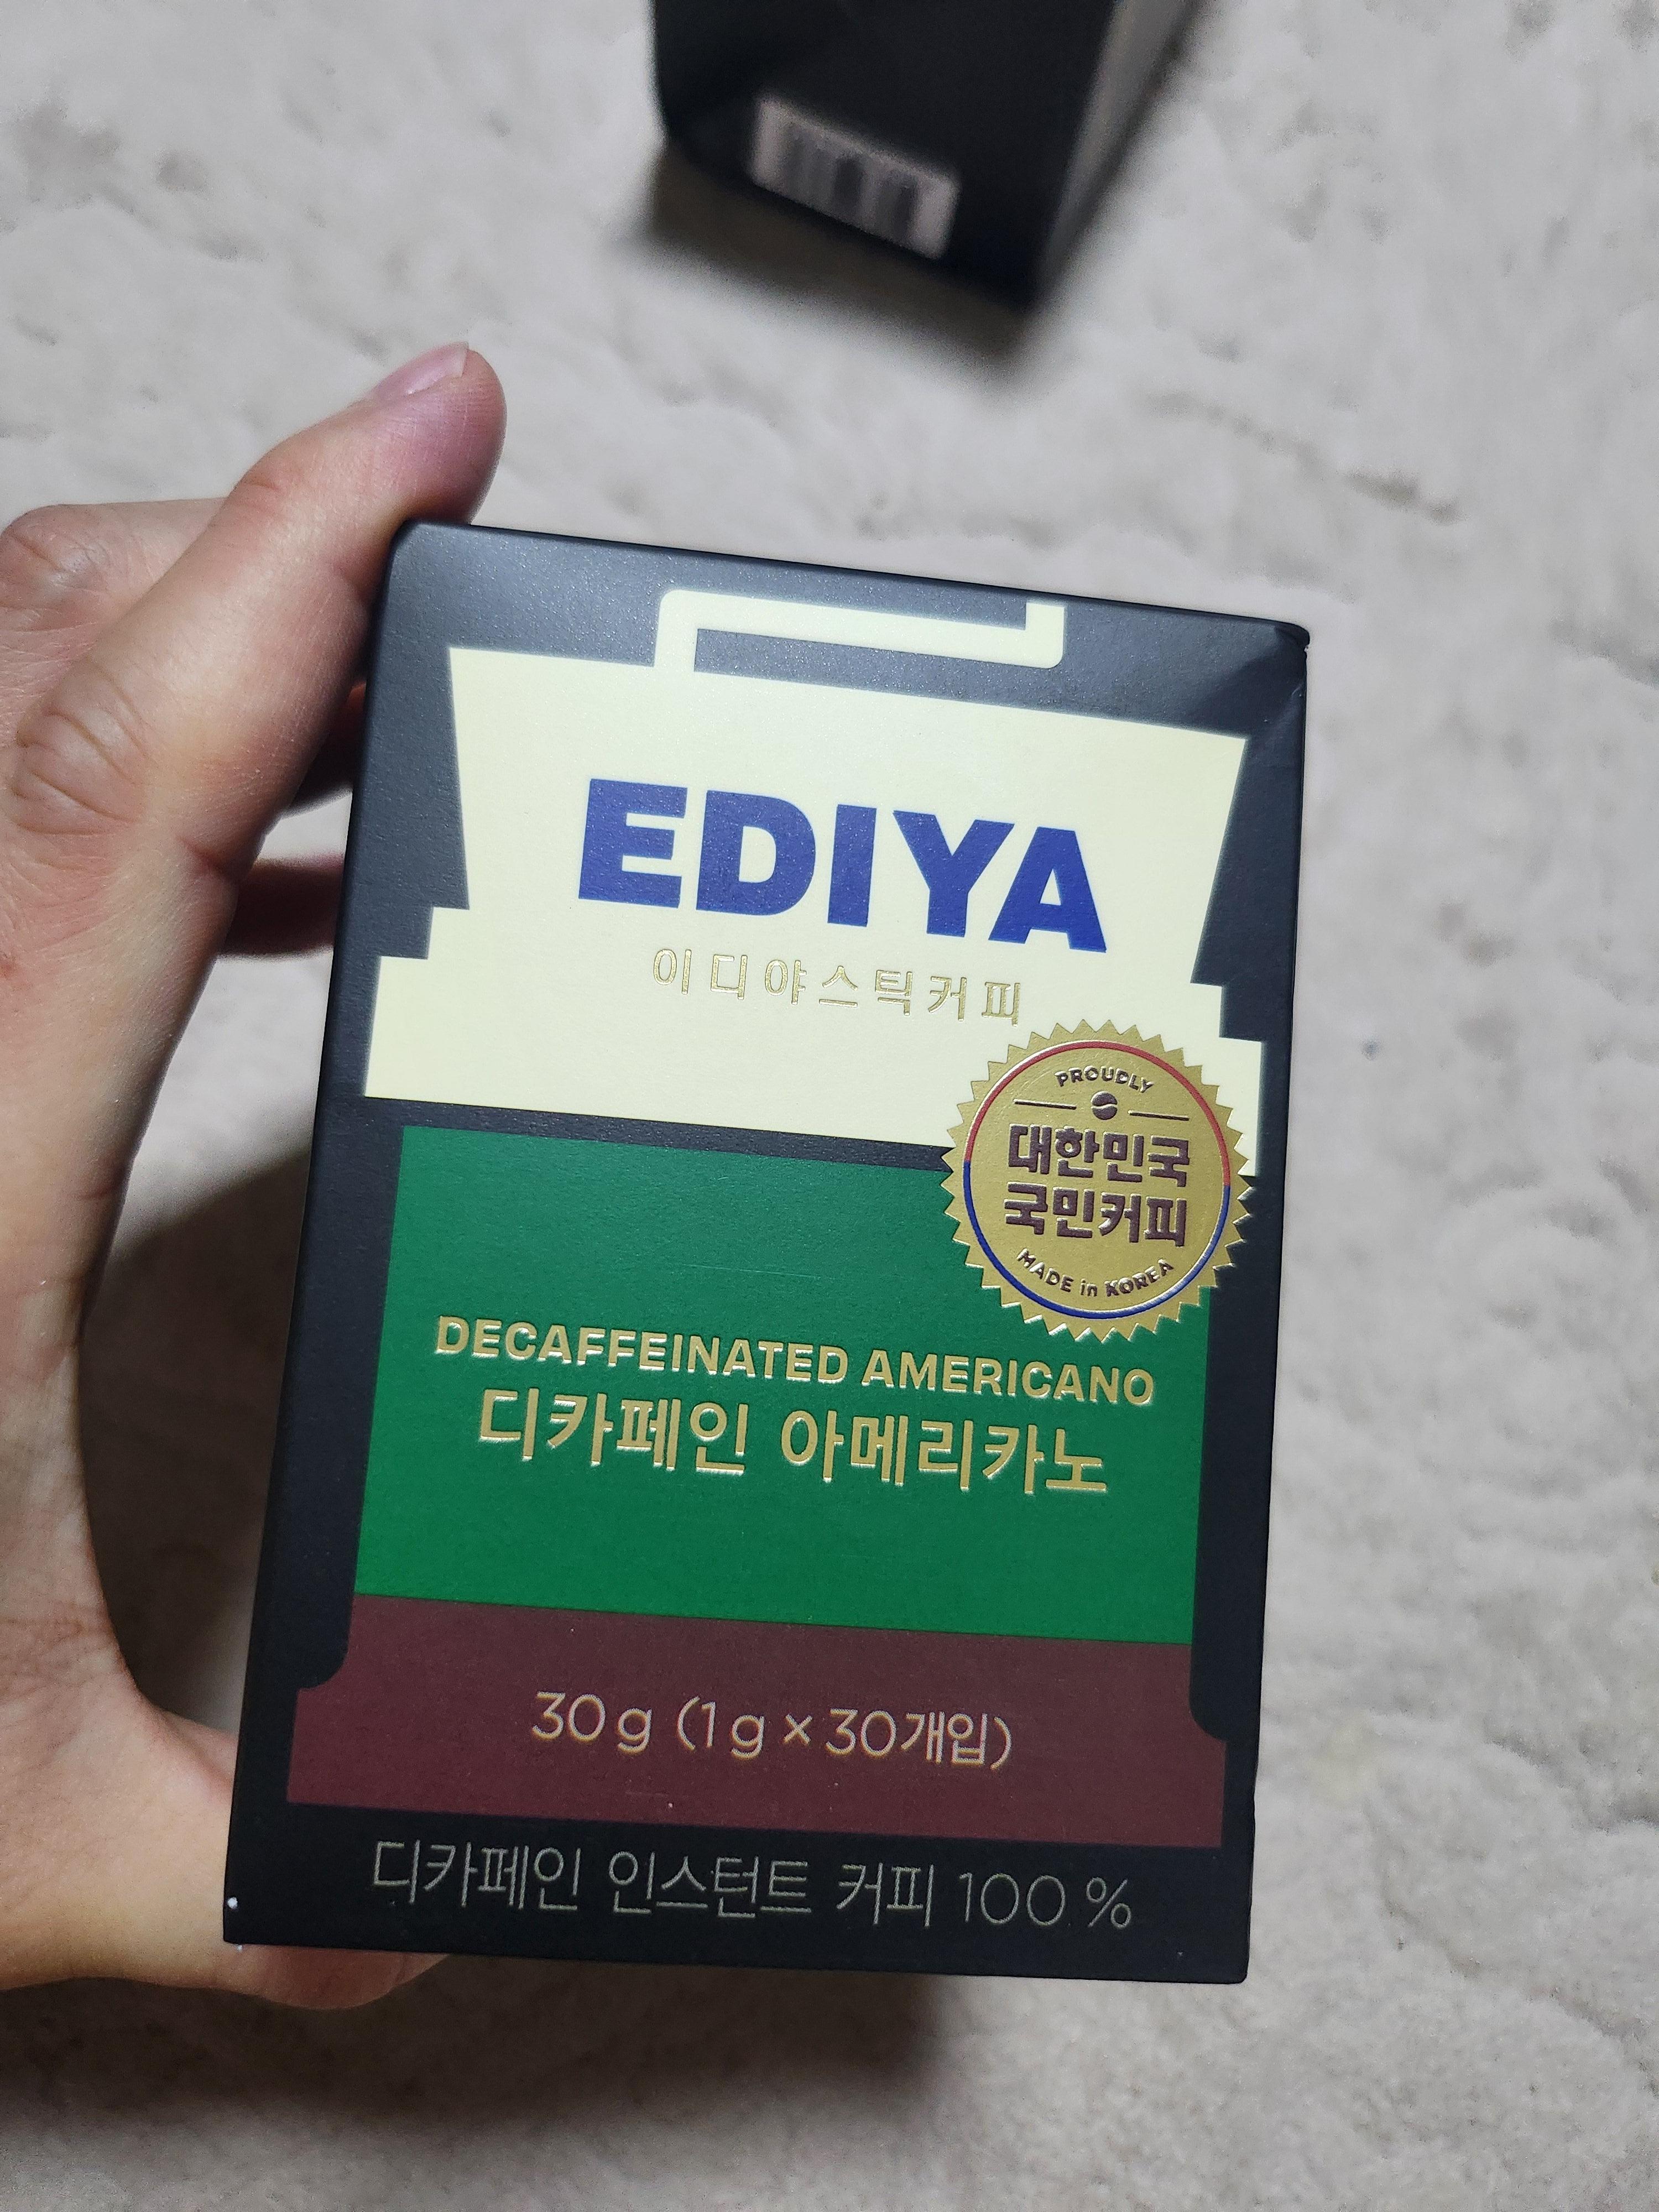 EDIYA
이디야스틱커피
PROUDLY
대한민국
국민커피
MADE in KOREA
DECAFFEINATED AMERICANO
디카페인 아메리카노
30g (1g×30개입)
디카페인 인스턴트 커피 100%